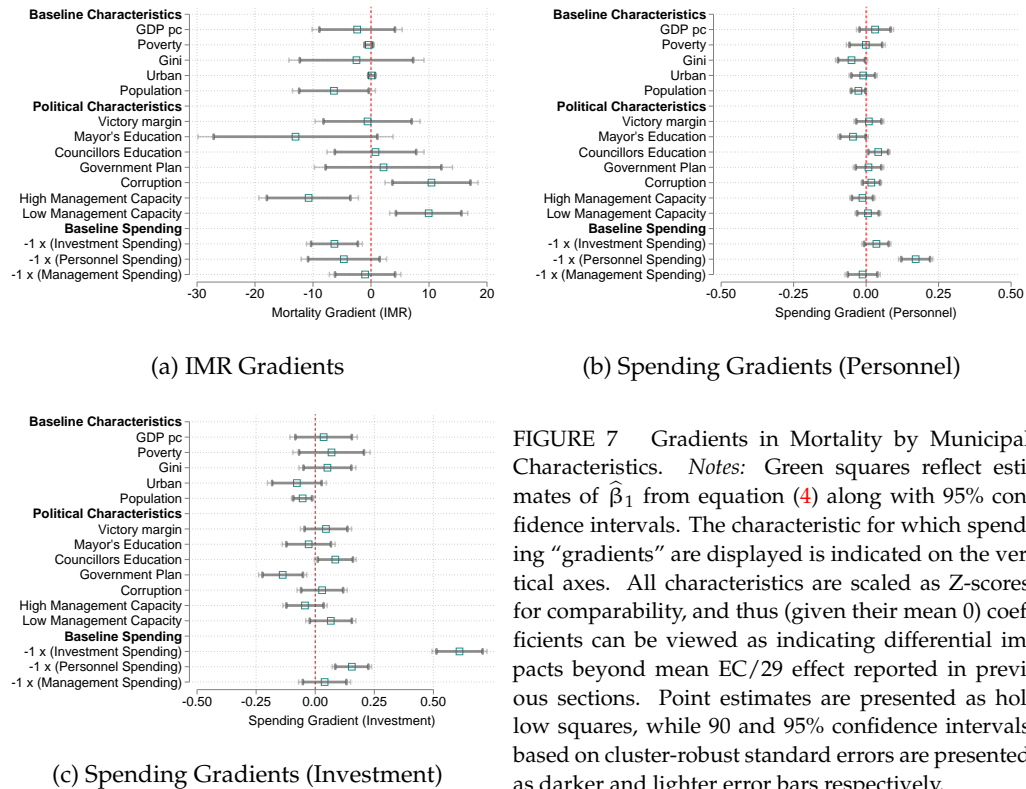 Baseline Characteristics
GDP pc
Poverty
Gini
Urban
Population
Political Characteristics
Victory margin
Mayor's Education
Councillors Education
Government Plan
Corruption
High Management Capacity
Low Management Capacity
Baseline Spending
-1 x (Investment Spending)
-1 x (Personnel Spending)
-1 x (Management Spending)
-30 -20 -10 0 10 20
Mortality Gradient (IMR)
(a) IMR Gradients
Baseline Characteristics
GDP pc
Poverty
Gini
Urban
Population
Political Characteristics
Victory margin
Mayor's Education
Councillors Education
Government Plan
Corruption
High Management Capacity
Low Management Capacity
Baseline Spending
-1 x (Investment Spending)
-1 x (Personnel Spending)
-1 x (Management Spending)
-0.50 -0.25 0.00 0.25 0.50
Spending Gradient (Personnel)
(b) Spending Gradients (Personnel)
Baseline Characteristics
GDP pc
Poverty
Gini
Urban
Population
Political Characteristics
Victory margin
Mayor's Education
Councillors Education
Government Plan
Corruption
High Management Capacity
Low Management Capacity
Baseline Spending
-1 x (Investment Spending)
-1 x (Personnel Spending)
-1 x (Management Spending)
-0.50 -0.25 0.00 0.25 0.50
Spending Gradient (Investment)
(c) Spending Gradients (Investment)
FIGURE 7 Gradients in Mortality by Municipal
Characteristics. Notes: Green squares reflect esti
mates of β̂₁ from equation (4) along with 95% con
fidence intervals. The characteristic for which spend
ing “gradients” are displayed is indicated on the ver
tical axes. All characteristics are scaled as Z-scores
for comparability, and thus (given their mean 0) coef
ficients can be viewed as indicating differential im
pacts beyond mean EC/29 effect reported in previ
ous sections. Point estimates are presented as hol
low squares, while 90 and 95% confidence intervals
based on cluster-robust standard errors are presented
as darker and lighter error bars respectively.